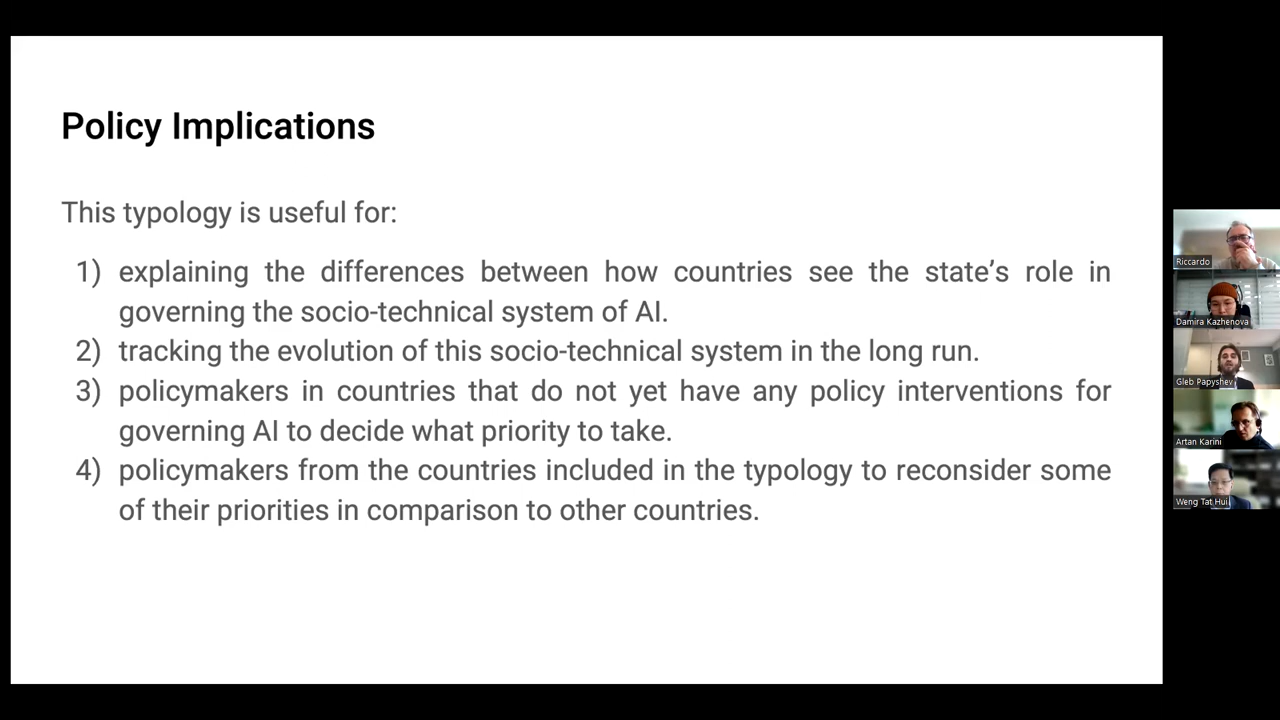 Policy Implications
This typology is useful for:
1) explaining the differences between how countries see the state’s role in
governing the socio-technical system of AI.
2) tracking the evolution of this socio-technical system in the long run.
3) policymakers in countries that do not yet have any policy interventions for
governing AI to decide what priority to take.
4) policymakers from the countries included in the typology to reconsider some
of their priorities in comparison to other countries.
Riccardo
Damira Kazhenova
Gleb Papyshev
Artan Karini
Weng Tat Hui